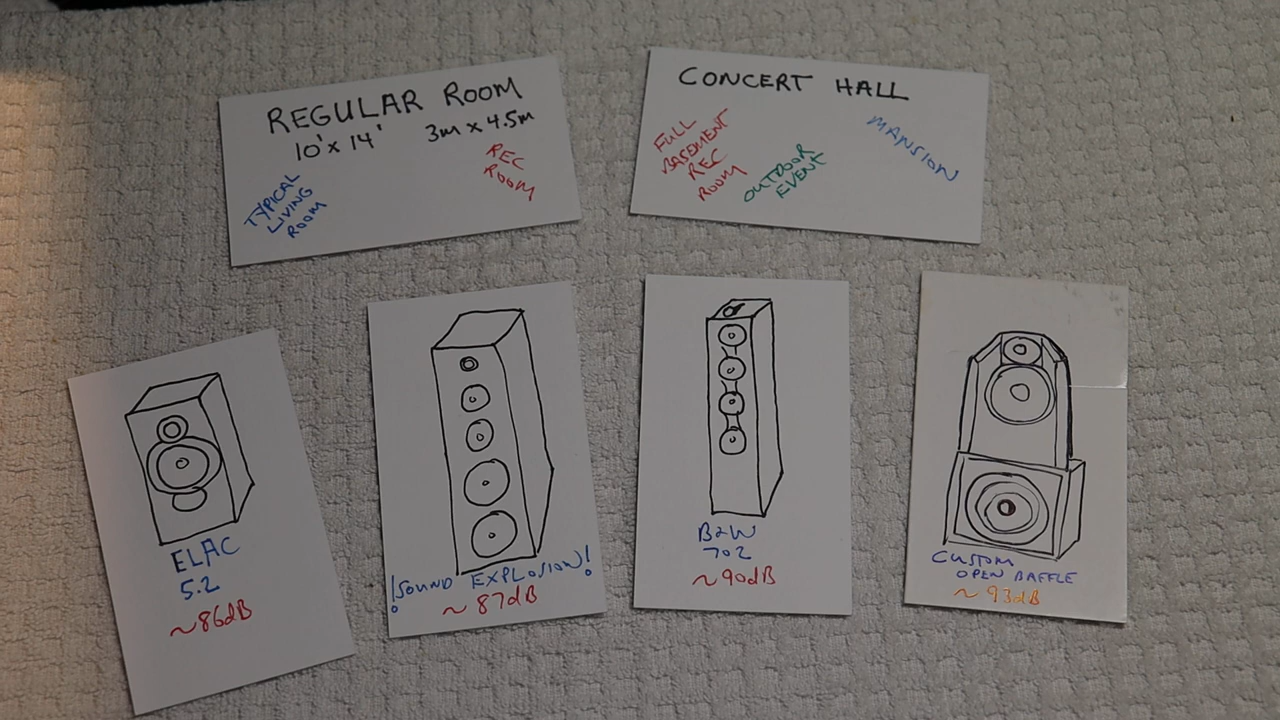 REGULAR ROOM
10' x 14' 3m x 4.5m
TYPICAL
LIVING
ROOM
REC
ROOM
CONCERT HALL
FULL
BASEMENT
REC
ROOM
OUTDOOR
EVENT
MANSION
ELAC
5.2
~86dB
!SOUND EXPLOSION!
~87dB
B&W
702
~90dB
CUSTOM
OPEN BAFFLE
~93dB